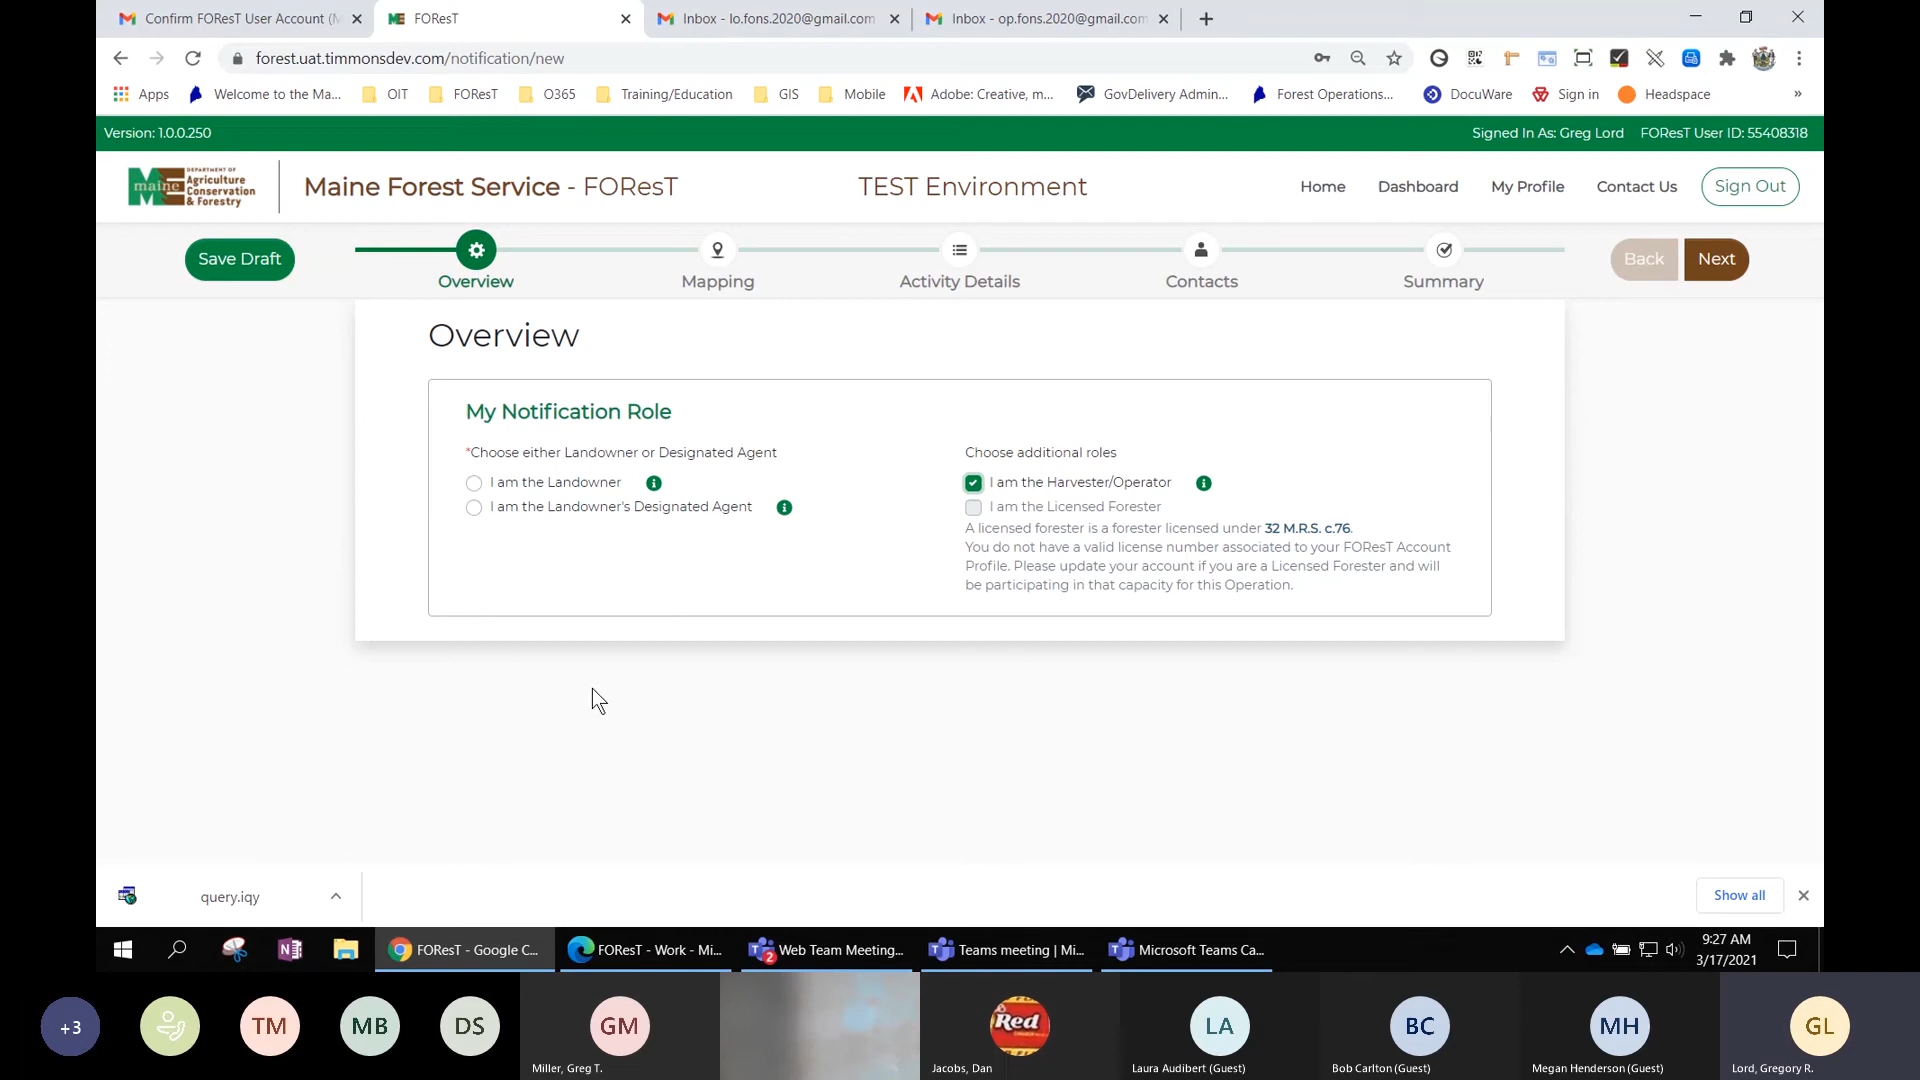 Confirm FOResT User Account (M
FOResT
Inbox - lo.fons.2020@gmail.com
Inbox - op.fons.2020@gmail.com
forest.uat.timmonsdev.com/notification/new
Apps
Welcome to the Ma...
OIT
FOResT
O365
Training/Education
GIS
Mobile
Adobe: Creative, m...
GovDelivery Admin...
Forest Operations...
DocuWare
Sign in
Headspace
»
Version: 1.0.0.250
Signed In As: Greg Lord
FOResT User ID: 55408318
maine
DEPARTMENT OF
Agriculture
Conservation
& Forestry
Maine Forest Service - FOResT
TEST Environment
Home
Dashboard
My Profile
Contact Us
Sign Out
Save Draft
Overview
Mapping
Activity Details
Contacts
Summary
Back
Next
Overview
My Notification Role
*Choose either Landowner or Designated Agent
I am the Landowner
I am the Landowner's Designated Agent
Choose additional roles
I am the Harvester/Operator
I am the Licensed Forester
A licensed forester is a forester licensed under 32 M.R.S. c.76.
You do not have a valid license number associated to your FOResT Account
Profile. Please update your account if you are a Licensed Forester and will
be participating in that capacity for this Operation.
query.iqy
Show all
FOResT - Google C...
FOResT - Work - Mi...
2
Web Team Meeting...
Teams meeting | Mi...
Microsoft Teams Ca...
9:27 AM
3/17/2021
+3
TM
MB
DS
GM
Miller, Greg T.
Red
Jacobs, Dan
LA
Laura Audibert (Guest)
BC
Bob Carlton (Guest)
MH
Megan Henderson (Guest)
GL
Lord, Gregory R.